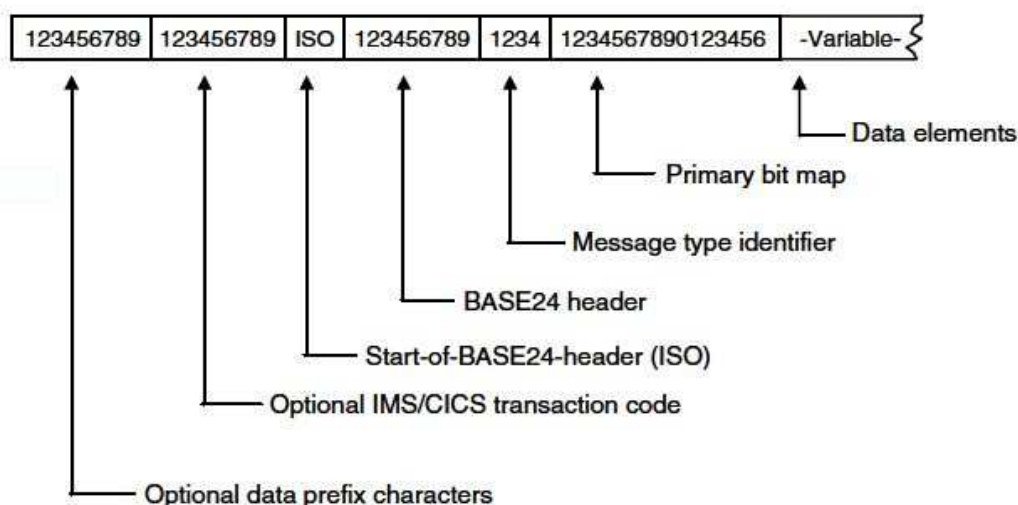 123456789 123456789 ISO 123456789 1234 1234567890123456 -Variable-
Data elements
Primary bit map
Message type identifier
BASE24 header
Start-of-BASE24-header (ISO)
Optional IMS/CICS transaction code
Optional data prefix characters